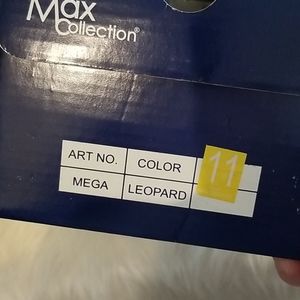 Max
Collection®
ART NO. COLOR
MEGA LEOPARD
11